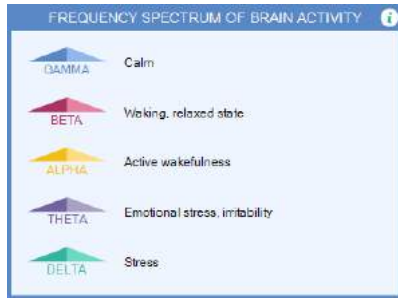 FREQUENCY SPECTRUM OF BRAIN ACTIVITY i
GAMMA Calm
BETA Waking, relaxed state
ALPHA Active wakefulness
THETA Emotional stress, irritability
DELTA Stress